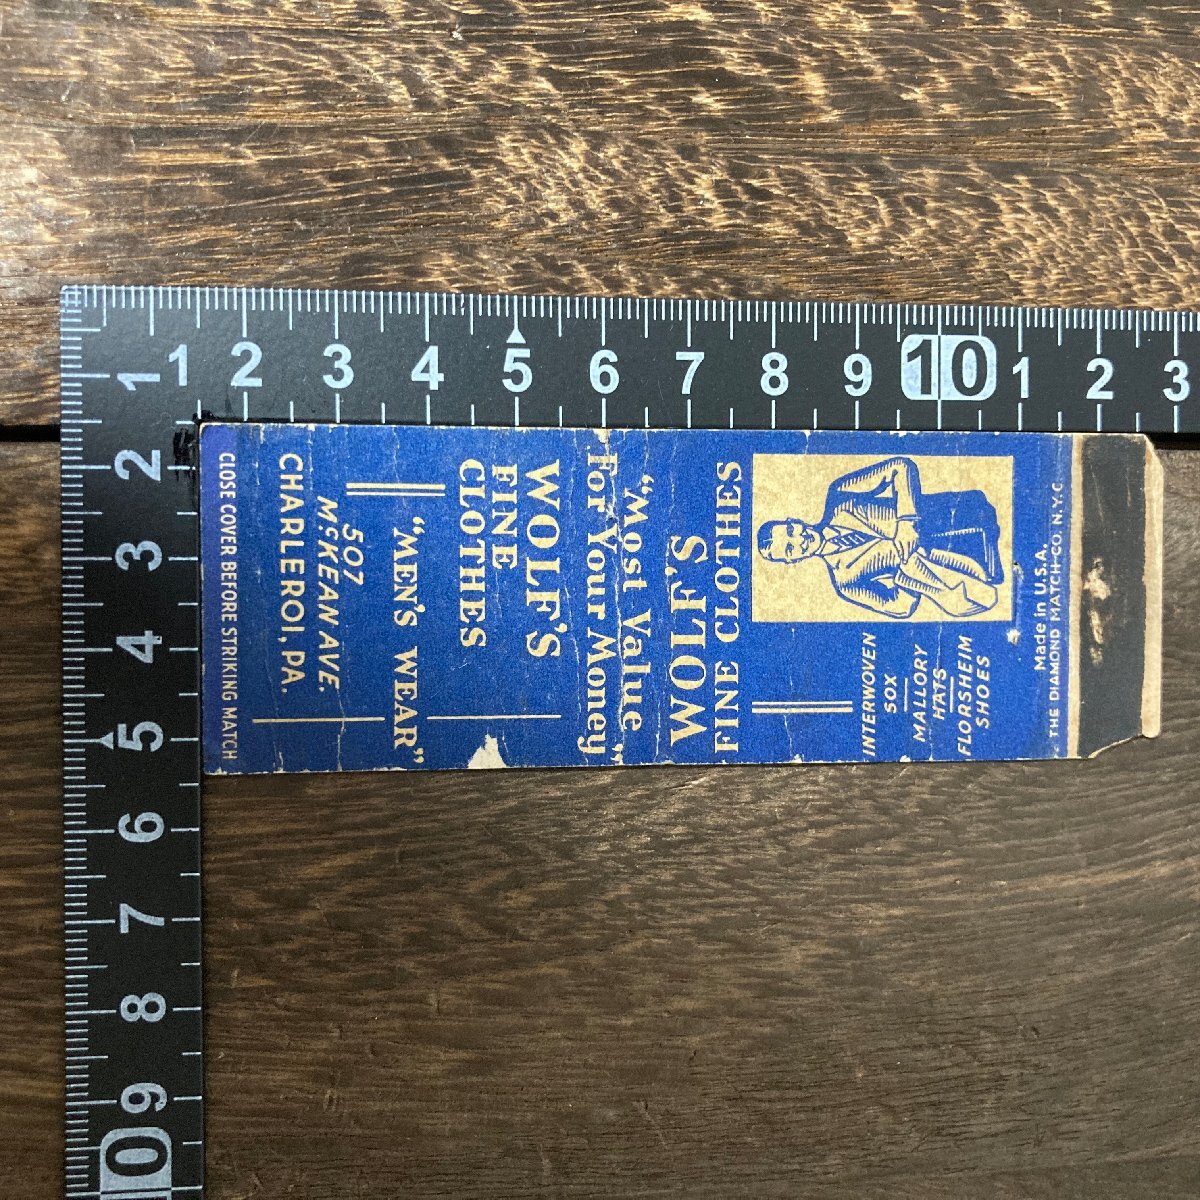 1 2 3 4 5 6 7 8 9 10 1 2 3
1 2 3 4 5 6 7 8 9 10
CLOSE COVER BEFORE STRIKING MATCH
CHARLEROI, PA.
McKEAN AVE.
507
"MEN'S WEAR"
CLOTHES
FINE
WOLF'S
For Your Money"
"Most Value
WOLF'S
FINE CLOTHES
INTERWOVEN
SOX
MALLORY
HATS
FLORSHEIM
SHOES
Made in U.S.A.
THE DIAMOND MATCH CO. N.Y.C.